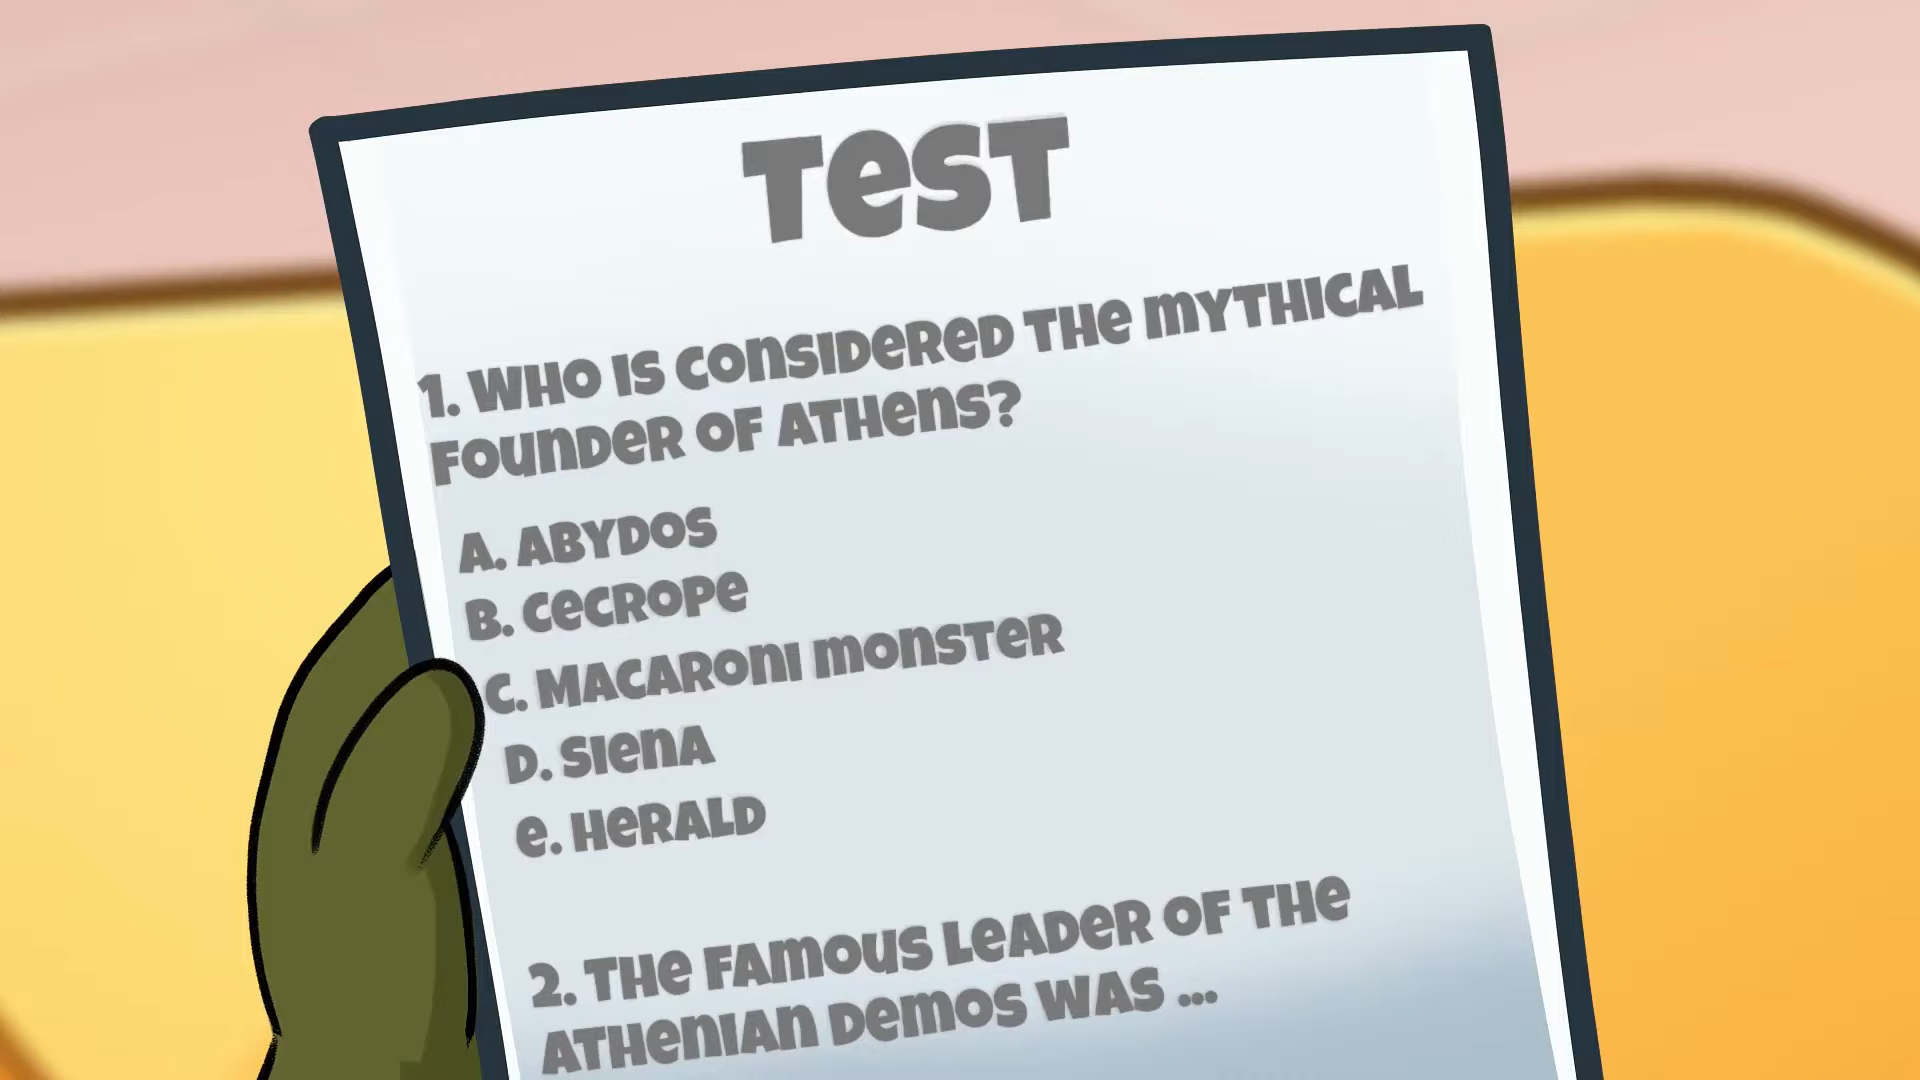 TEST
1. WHO IS CONSIDERED THE MYTHICAL
FOUNDER OF ATHENS?
A. ABYDOS
B. CECROPE
C. MACARONI MONSTER
D. SIENA
E. HERALD
2. THE FAMOUS LEADER OF THE
ATHENIAN DEMOS WAS ...